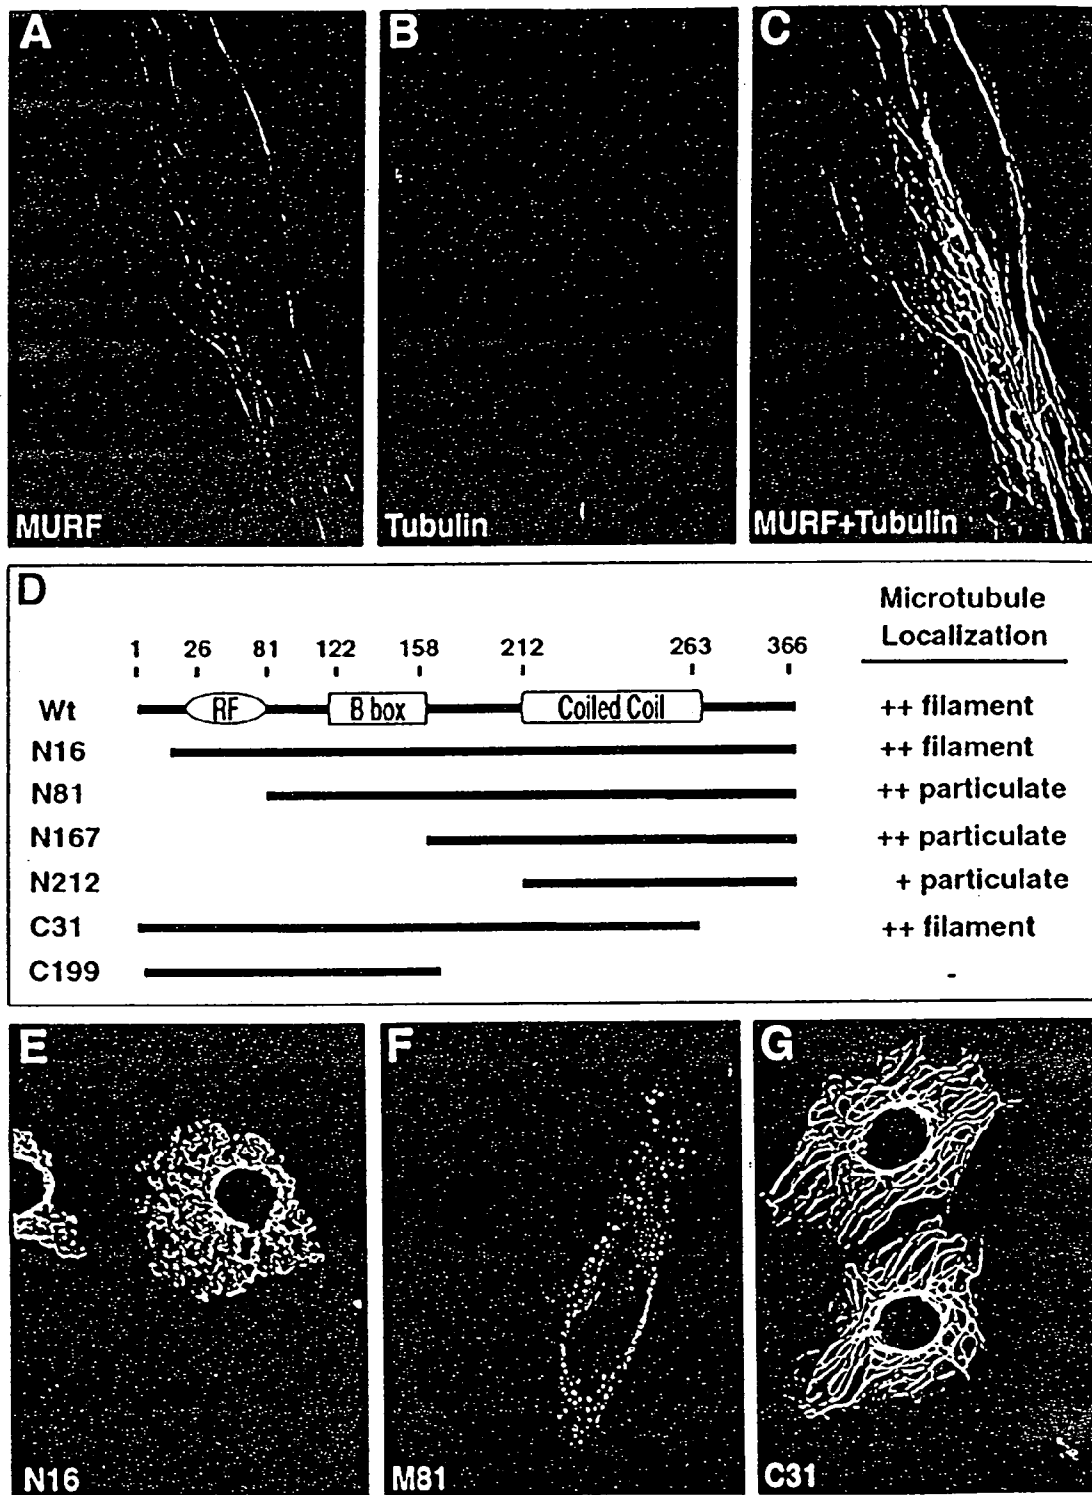 A
B
C
MURF
Tubulin
MURF+Tubulin
D
Microtubule
Localization
1 26 81 122 158 212 263 366
Wt RF B box Coiled Coil ++ filament
N16 ++ filament
N81 ++ particulate
N167 ++ particulate
N212 + particulate
C31 ++ filament
C199 -
E
F
G
N16
M81
C31